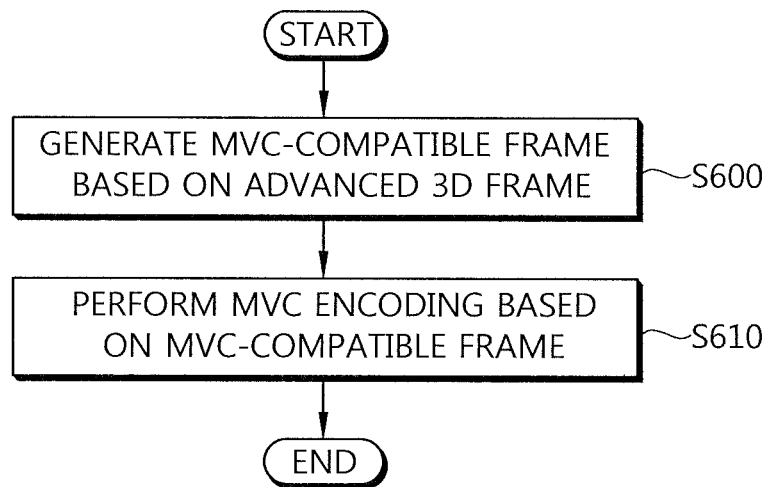 START
GENERATE MVC-COMPATIBLE FRAME
BASED ON ADVANCED 3D FRAME
S600
PERFORM MVC ENCODING BASED
ON MVC-COMPATIBLE FRAME
S610
END